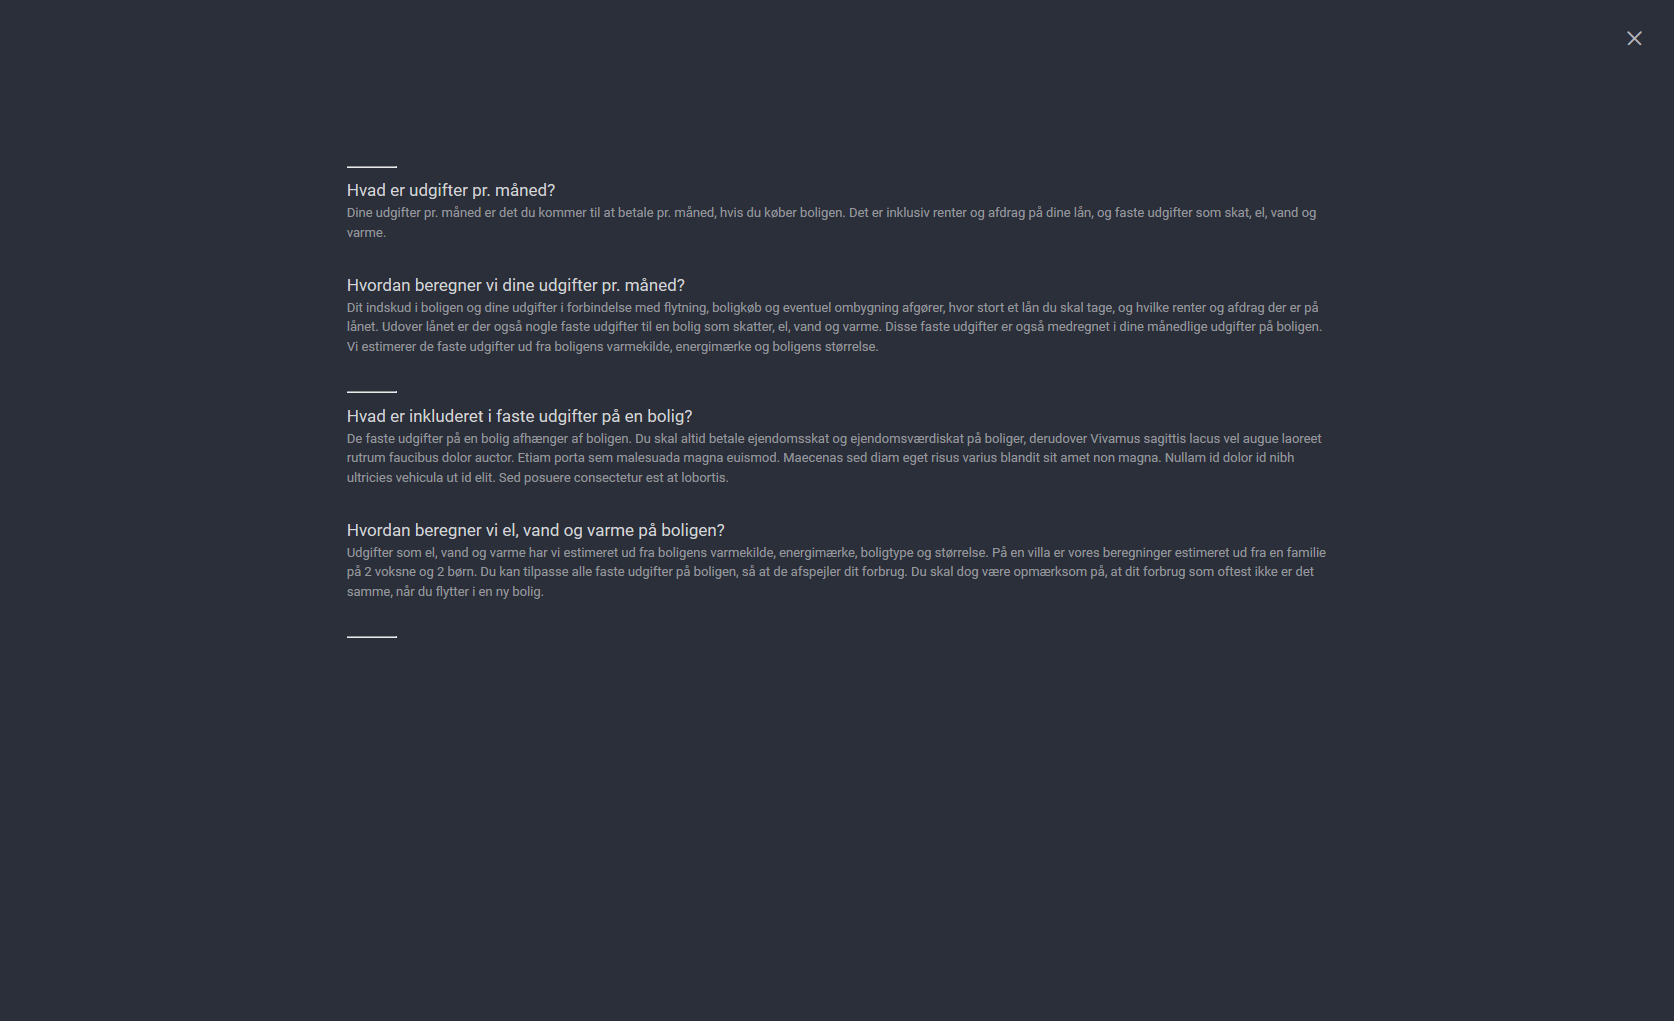 Hvad er udgifter pr. måned?
Dine udgifter pr. måned er det du kommer til at betale pr. måned, hvis du køber boligen. Det er inklusiv renter og afdrag på dine lån, og faste udgifter som skat, el, vand og
varme.
Hvordan beregner vi dine udgifter pr. måned?
Dit indskud i boligen og dine udgifter i forbindelse med flytning, boligkøb og eventuel ombygning afgører, hvor stort et lån du skal tage, og hvilke renter og afdrag der er på
lånet. Udover lånet er der også nogle faste udgifter til en bolig som skatter, el, vand og varme. Disse faste udgifter er også medregnet i dine månedlige udgifter på boligen.
Vi estimerer de faste udgifter ud fra boligens varmekilde, energimærke og boligens størrelse.
Hvad er inkluderet i faste udgifter på en bolig?
De faste udgifter på en bolig afhænger af boligen. Du skal altid betale ejendomsskat og ejendomsværdiskat på boliger, derudover Vivamus sagittis lacus vel augue laoreet
rutrum faucibus dolor auctor. Etiam porta sem malesuada magna euismod. Maecenas sed diam eget risus varius blandit sit amet non magna. Nullam id dolor id nibh
ultricies vehicula ut id elit. Sed posuere consectetur est at lobortis.
Hvordan beregner vi el, vand og varme på boligen?
Udgifter som el, vand og varme har vi estimeret ud fra boligens varmekilde, energimærke, boligtype og størrelse. På en villa er vores beregninger estimeret ud fra en familie
på 2 voksne og 2 børn. Du kan tilpasse alle faste udgifter på boligen, så at de afspejler dit forbrug. Du skal dog være opmærksom på, at dit forbrug som oftest ikke er det
samme, når du flytter i en ny bolig.